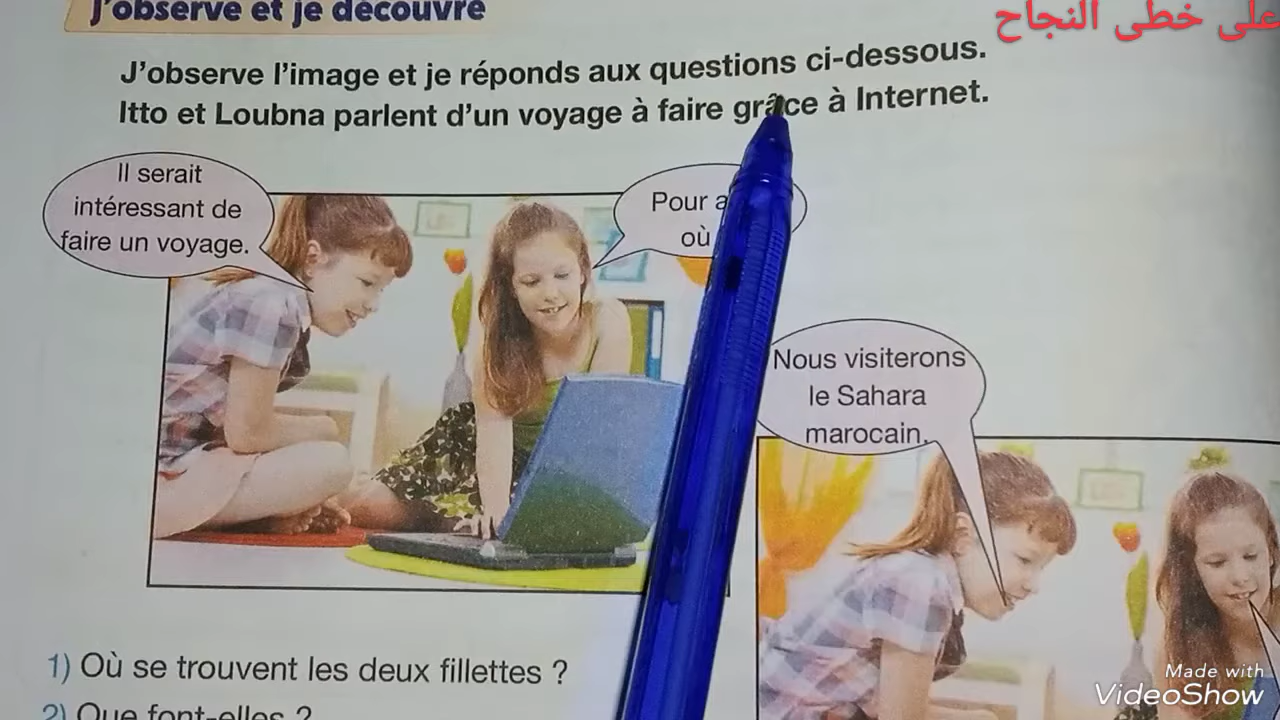 J'observe et je découvre
على خطى النجاح
J'observe l'image et je réponds aux questions ci-dessous.
Itto et Loubna parlent d'un voyage à faire grâce à Internet.
Il serait
intéressant de
faire un voyage.
Pour
où
Nous visiterons
le Sahara
marocain.
1) Où se trouvent les deux fillettes ?
2) Que font-elles ?
Made with
VideoShow